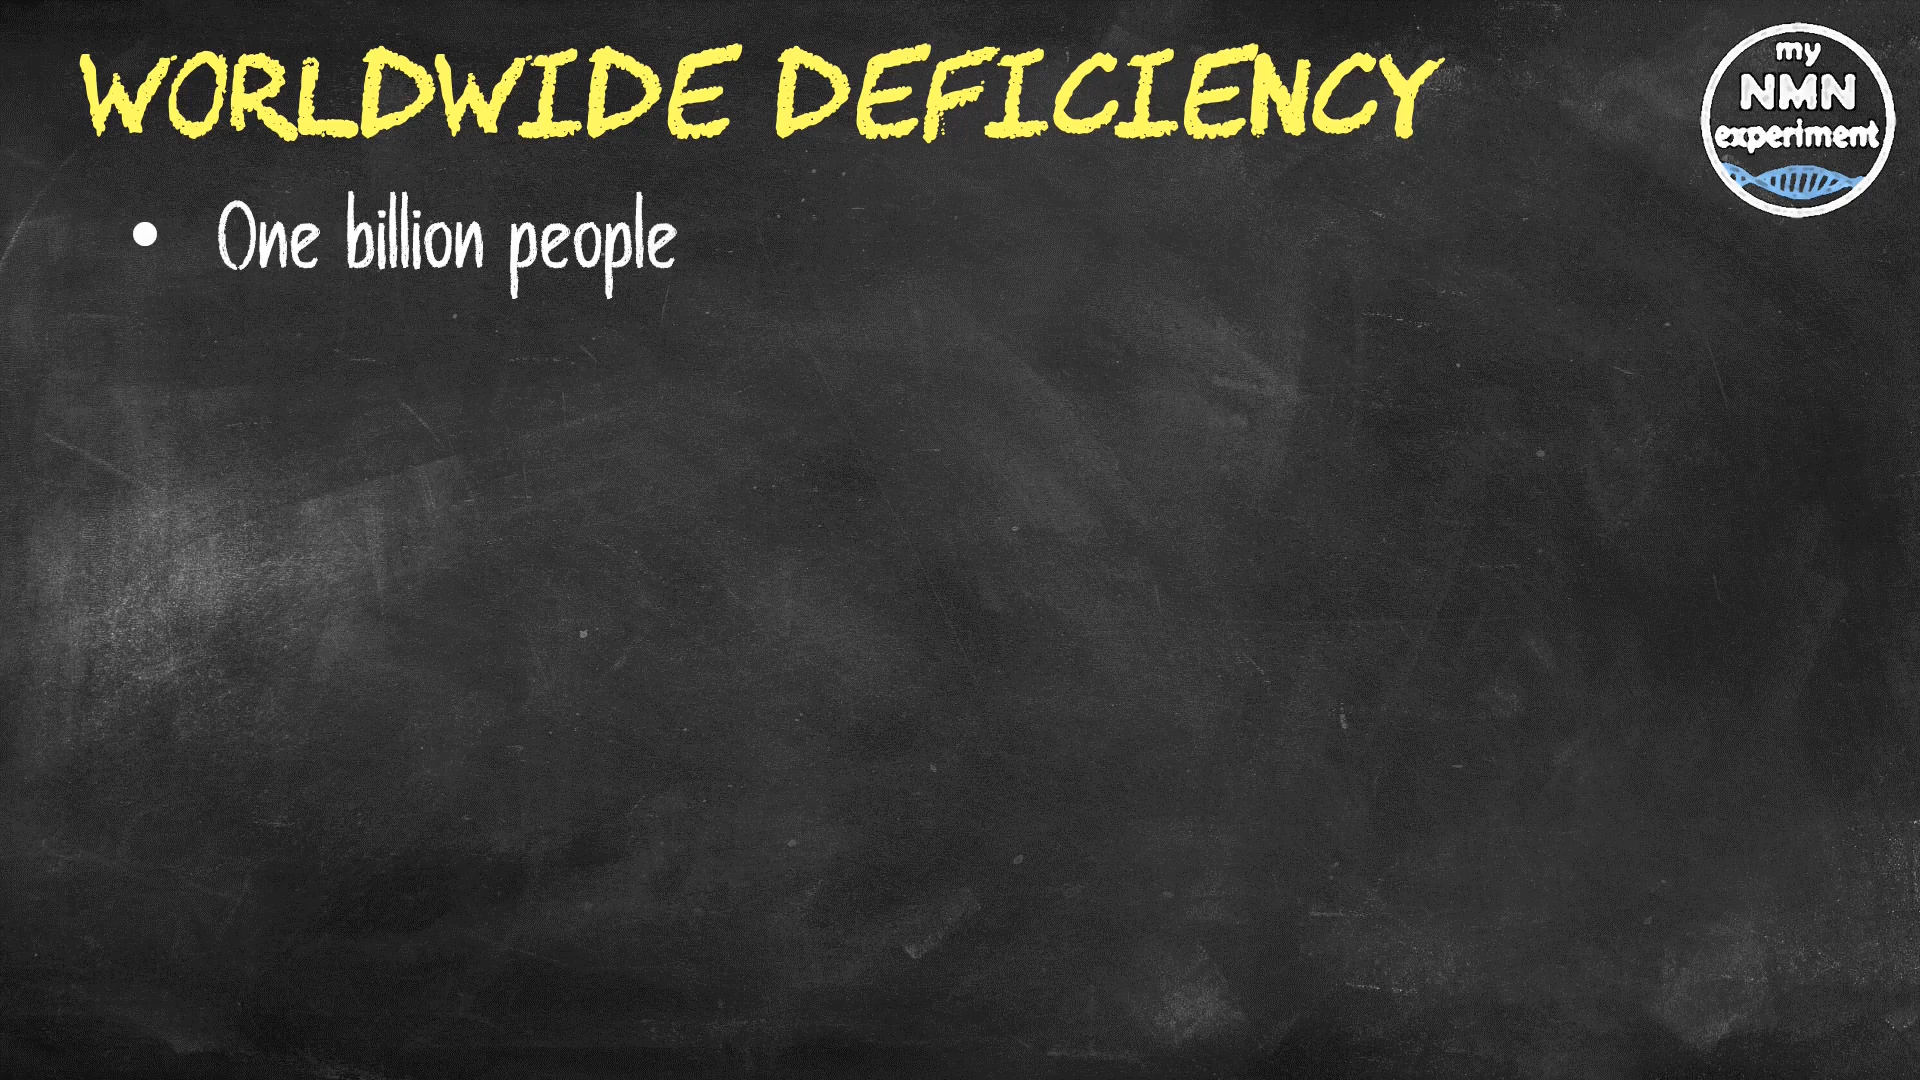 WORLDWIDE DEFICIENCY
my
NMN
experiment
• One billion people